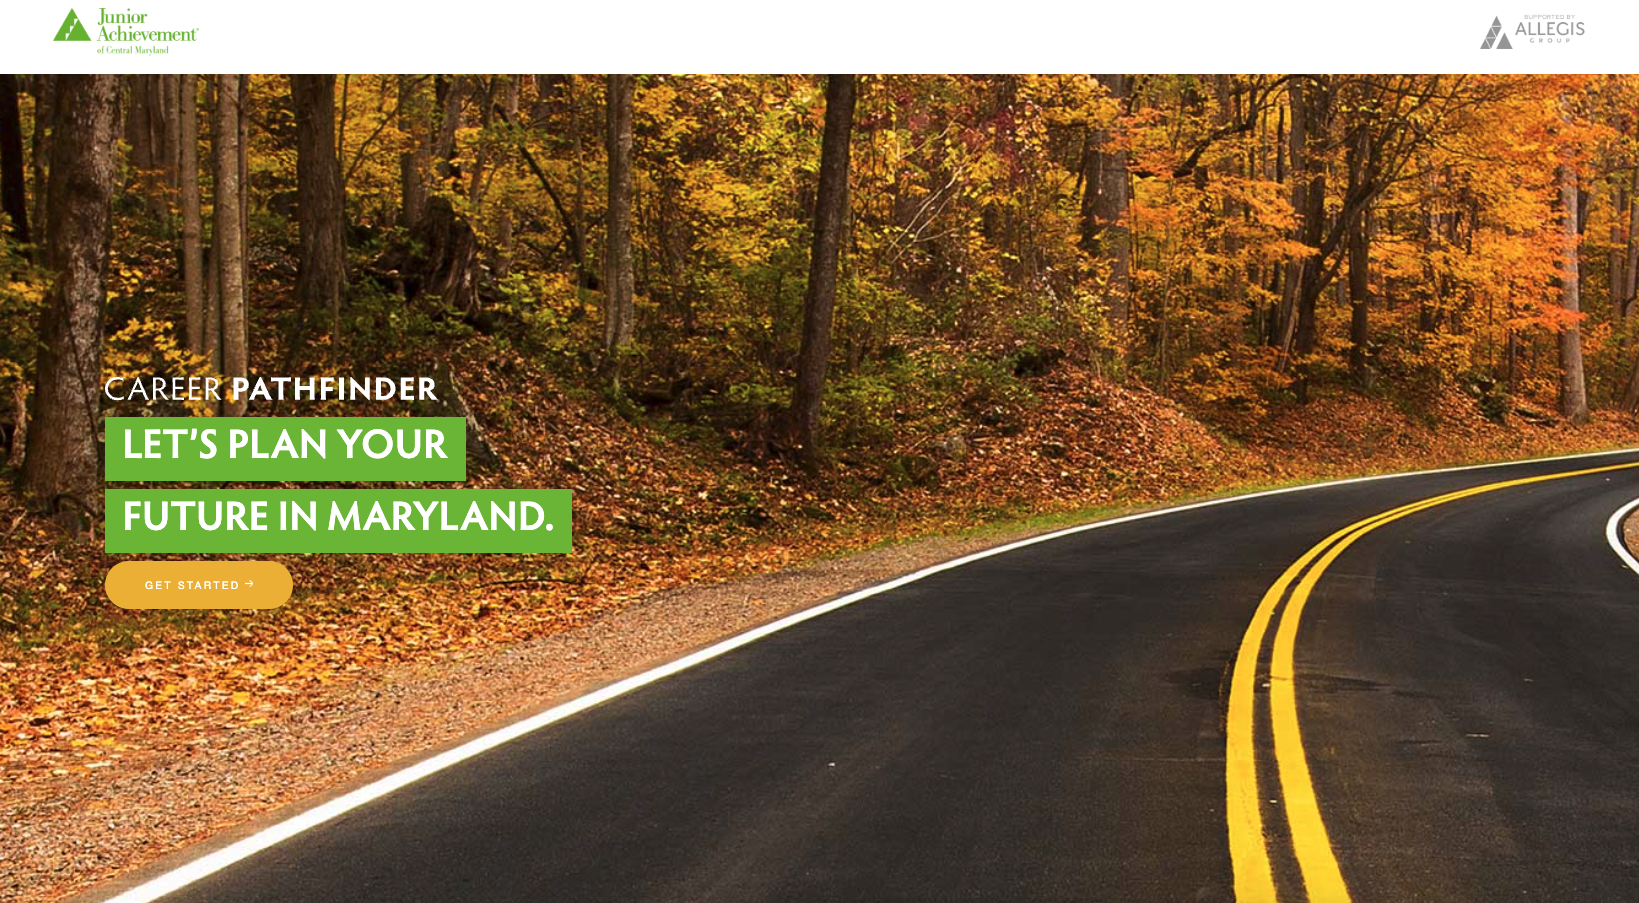 Junior
Achievement®
of Central Maryland
SUPPORTED BY
ALLEGIS
GROUP
CAREER PATHFINDER
LET'S PLAN YOUR
FUTURE IN MARYLAND.
GET STARTED →